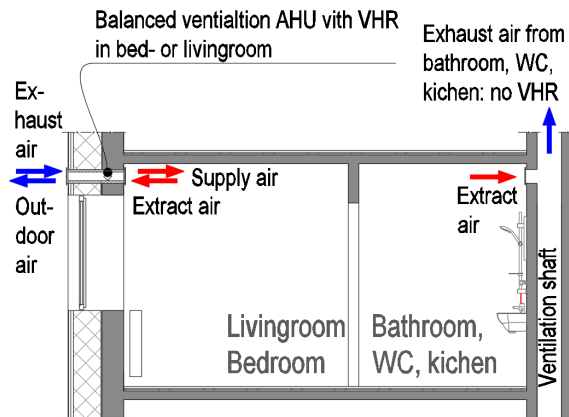 Balanced ventialtion AHU vith VHR
in bed- or livingroom
Exhaust air from
bathroom, WC,
kichen: no VHR
Ex-
haust
air
Supply air
Extract air
Out-
door
air
Extract
air
Livingroom
Bedroom
Bathroom,
WC, kichen
Ventilation shaft